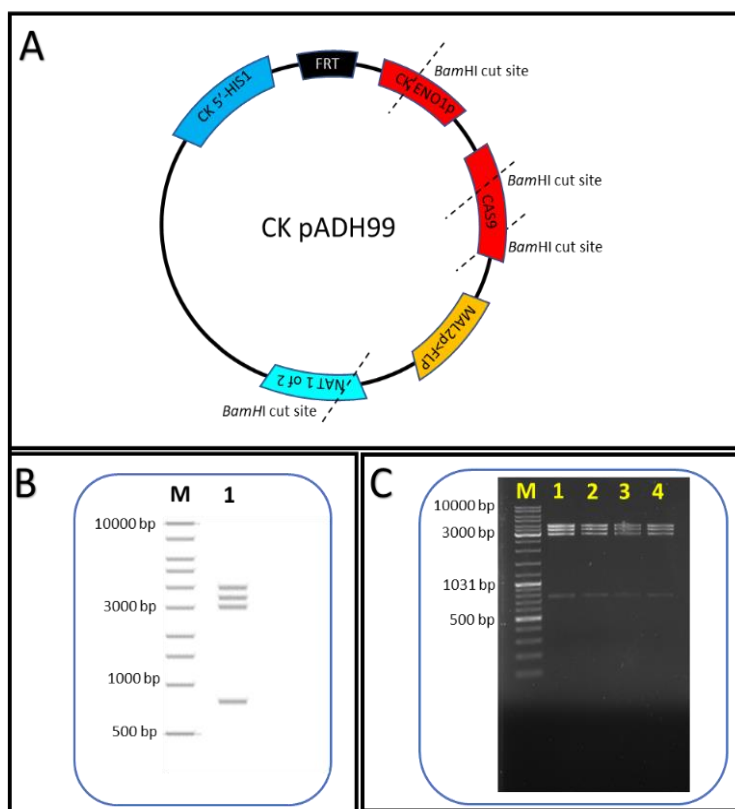 A
CK 5'-HIS1
FRT
CK ENO1p
BamHI cut site
CAS9
BamHI cut site
BamHI cut site
CK pADH99
MAL2p>FLP
NAT 1 of 2
BamHI cut site
B
M 1
10000 bp
3000 bp
1000 bp
500 bp
C
M 1 2 3 4
10000 bp
3000 bp
1031 bp
500 bp